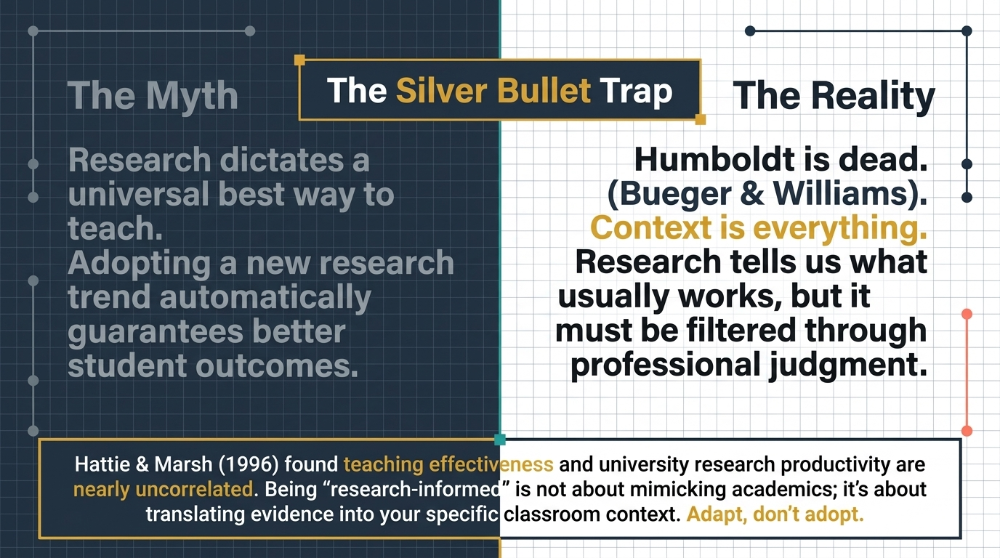 The Silver Bullet Trap
The Myth
Research dictates a
universal best way to
teach.
Adopting a new research
trend automatically
guarantees better
student outcomes.
The Reality
Humboldt is dead.
(Bueger & Williams).
Context is everything.
Research tells us what
usually works, but it
must be filtered through
professional judgment.
Hattie & Marsh (1996) found teaching effectiveness and university research productivity are
nearly uncorrelated. Being “research-informed” is not about mimicking academics; it’s about
translating evidence into your specific classroom context. Adapt, don’t adopt.